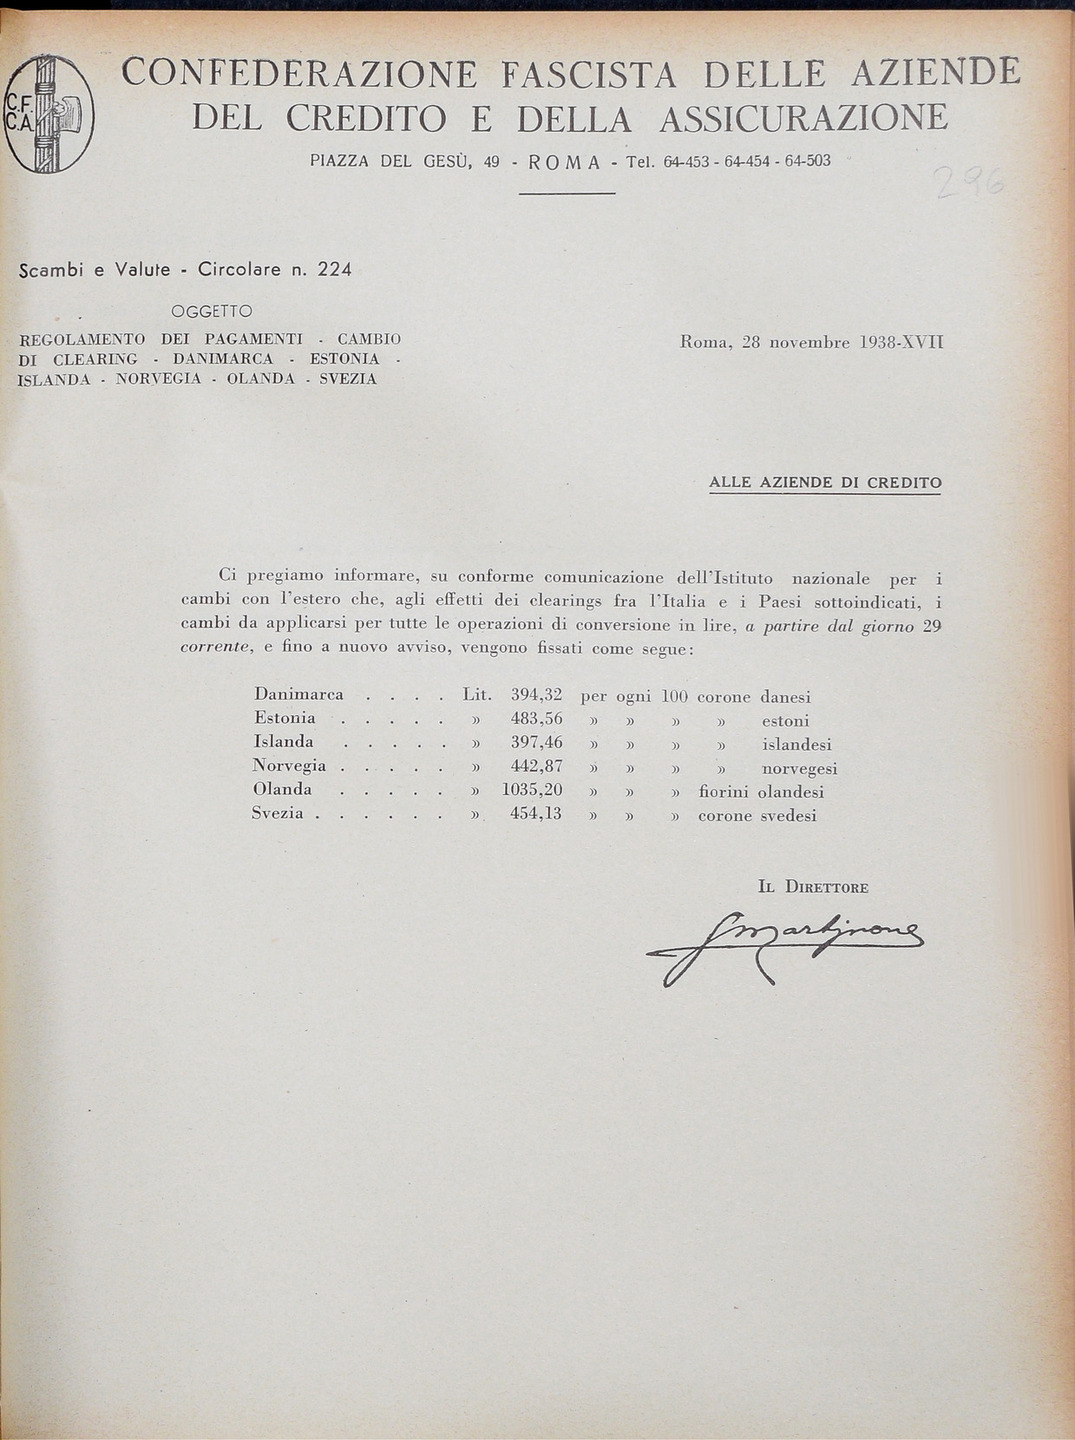 C.F.
C.A.
CONFEDERAZIONE FASCISTA DELLE AZIENDE
DEL CREDITO E DELLA ASSICURAZIONE
PIAZZA DEL GESÙ, 49 - ROMA - Tel. 64-453 - 64-454 - 64-503
296
Scambi e Valute - Circolare n. 224
OGGETTO
REGOLAMENTO DEI PAGAMENTI - CAMBIO
DI CLEARING - DANIMARCA - ESTONIA -
ISLANDA - NORVEGIA - OLANDA - SVEZIA
Roma, 28 novembre 1938-XVII
ALLE AZIENDE DI CREDITO
Ci pregiamo informare, su conforme comunicazione dell'Istituto nazionale per i
cambi con l'estero che, agli effetti dei clearings fra l'Italia e i Paesi sottoindicati, i
cambi da applicarsi per tutte le operazioni di conversione in lire, a partire dal giorno 29
corrente, e fino a nuovo avviso, vengono fissati come segue:
Danimarca . . . . Lit. 394,32 per ogni 100 corone danesi
Estonia . . . . . » 483,56 » » » » estoni
Islanda . . . . . » 397,46 » » » » islandesi
Norvegia . . . . . » 442,87 » » » » norvegesi
Olanda . . . . . » 1035,20 » » » fiorini olandesi
Svezia . . . . . . » 454,13 » » » corone svedesi
IL DIRETTORE
G Martinone